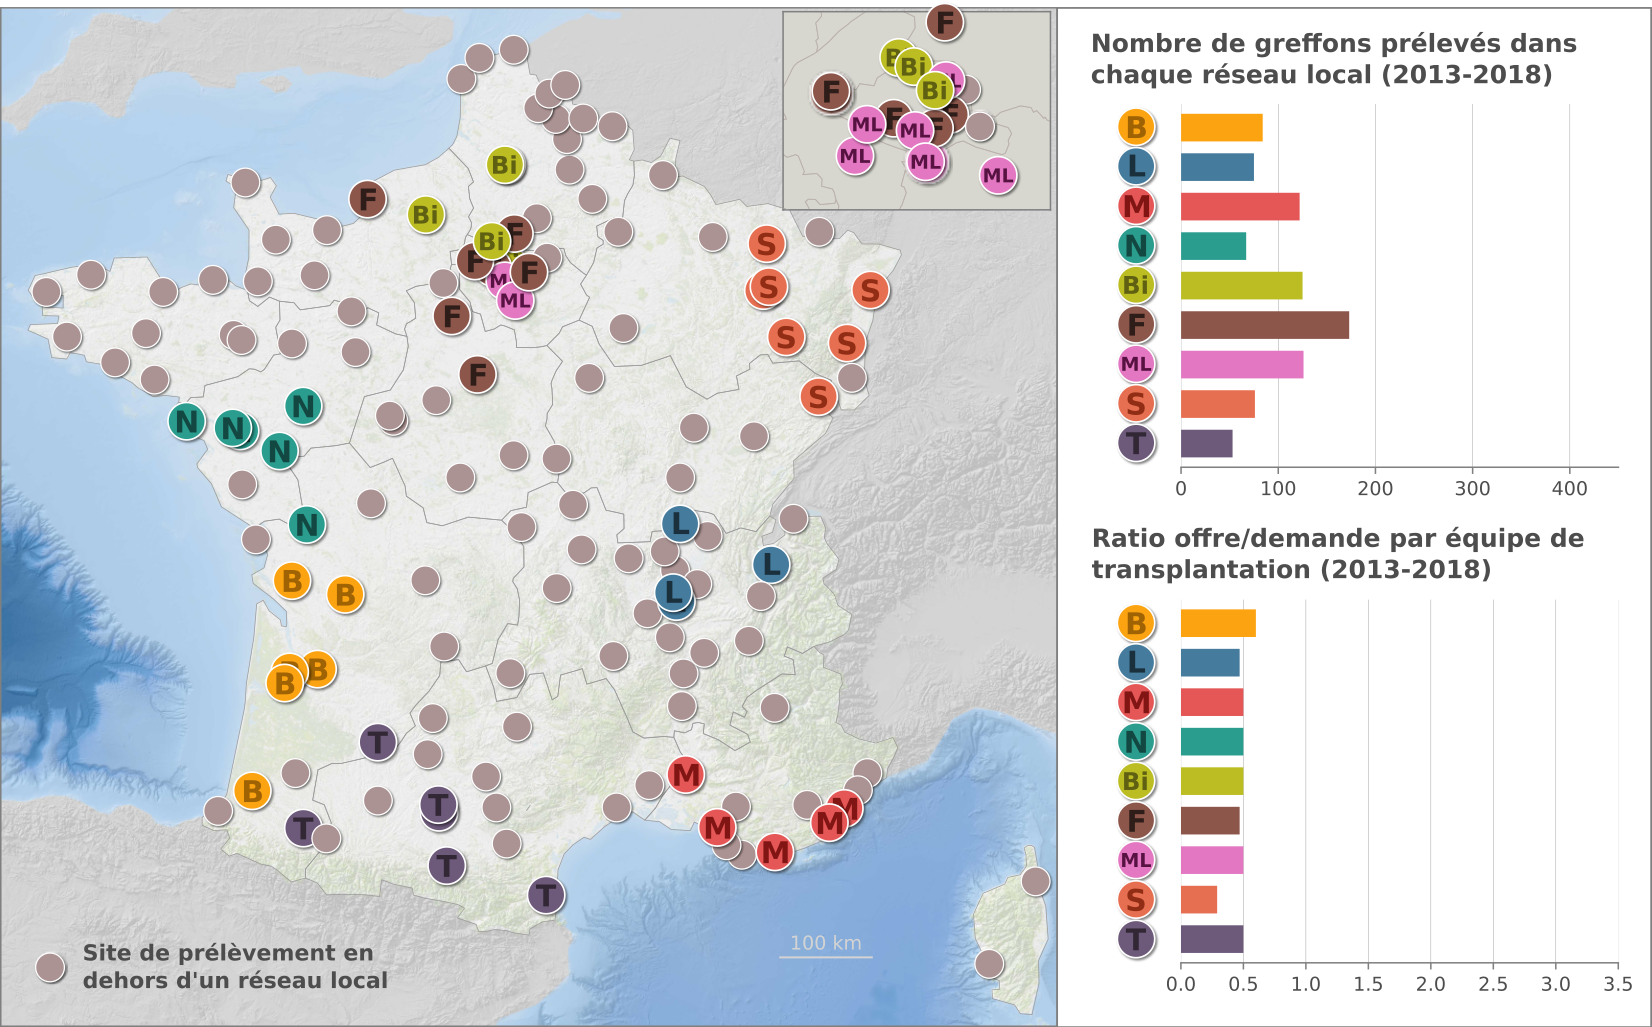 F
B
Bi
L
Bi
F
F
F
F
ML
ML
ML
ML
ML
Bi
F
Bi
F
Bi
F
F
M
ML
F
F
S
S
S
S
S
S
N
N
N
N
N
L
L
L
B
B
B
B
B
B
T
T
T
T
T
M
M
M
M
M
100 km
Site de prélèvement en
dehors d'un réseau local
Nombre de greffons prélevés dans
chaque réseau local (2013-2018)
B
L
M
N
Bi
F
ML
S
T
0 100 200 300 400
Ratio offre/demande par équipe de
transplantation (2013-2018)
B
L
M
N
Bi
F
ML
S
T
0.0 0.5 1.0 1.5 2.0 2.5 3.0 3.5